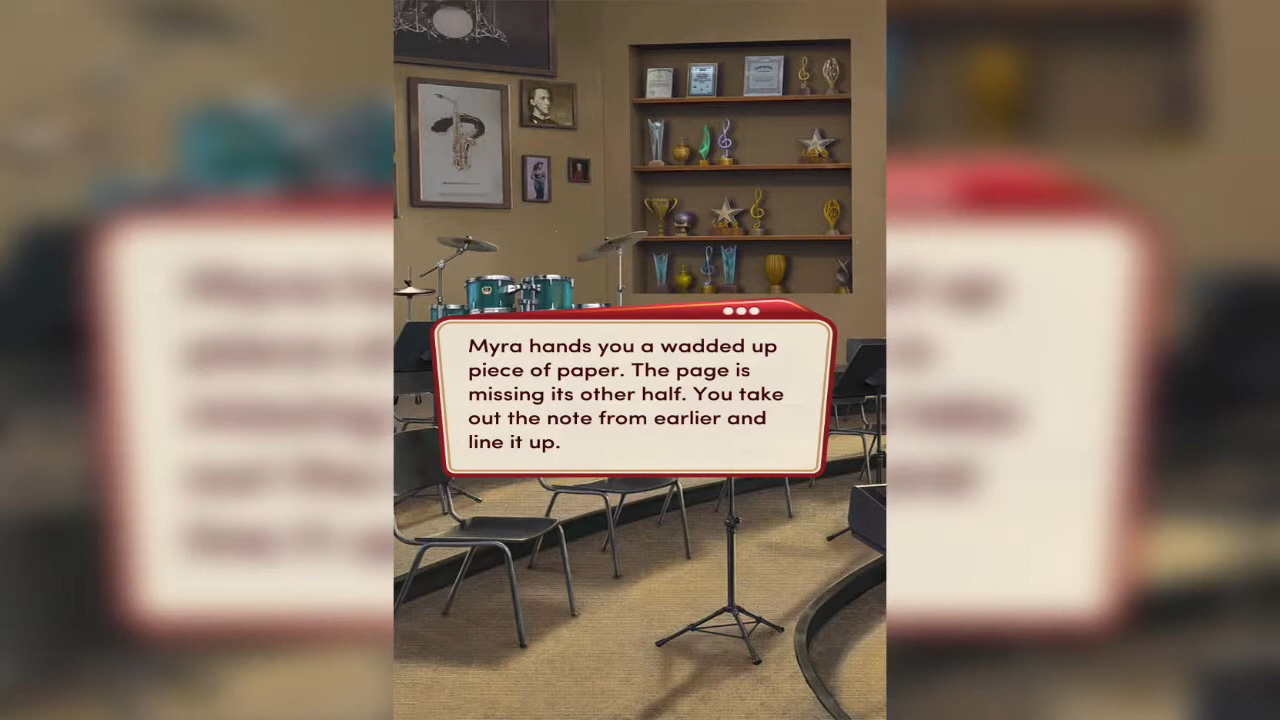 Myra hands you a wadded up
piece of paper. The page is
missing its other half. You take
out the note from earlier and
line it up.